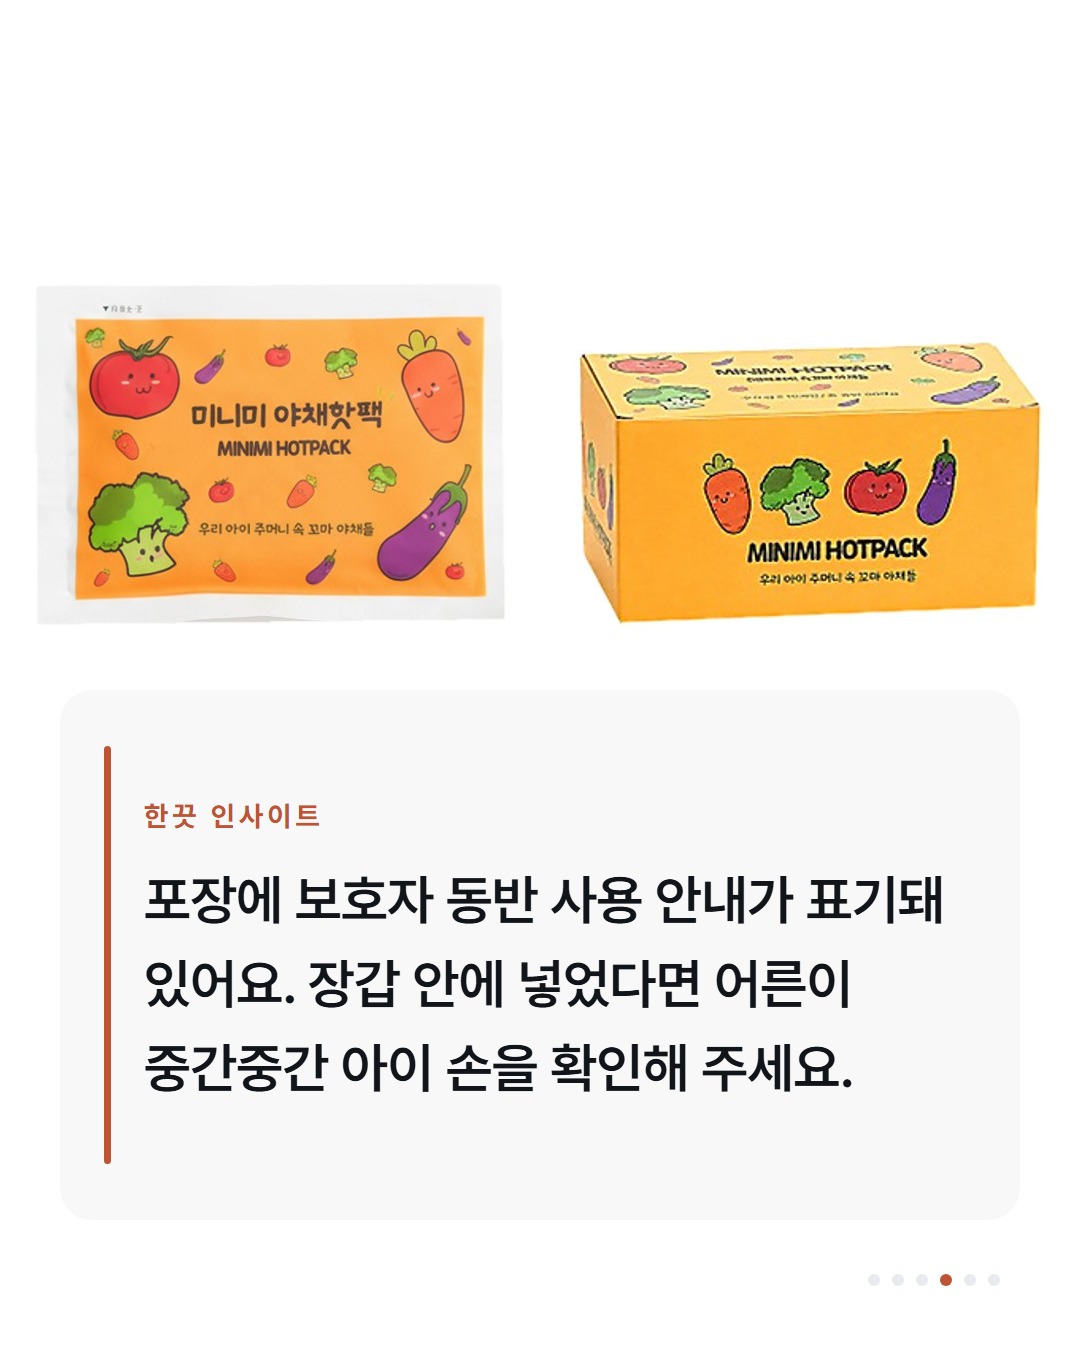 미니미 야채핫팩
MINIMI HOTPACK
우리 아이 주머니 속 꼬마 야채들
MINIMI HOTPACK
MINIMI HOTPACK
우리 아이 주머니 속 꼬마 야채들
한끗 인사이트
포장에 보호자 동반 사용 안내가 표기돼
있어요. 장갑 안에 넣었다면 어른이
중간중간 아이 손을 확인해 주세요.